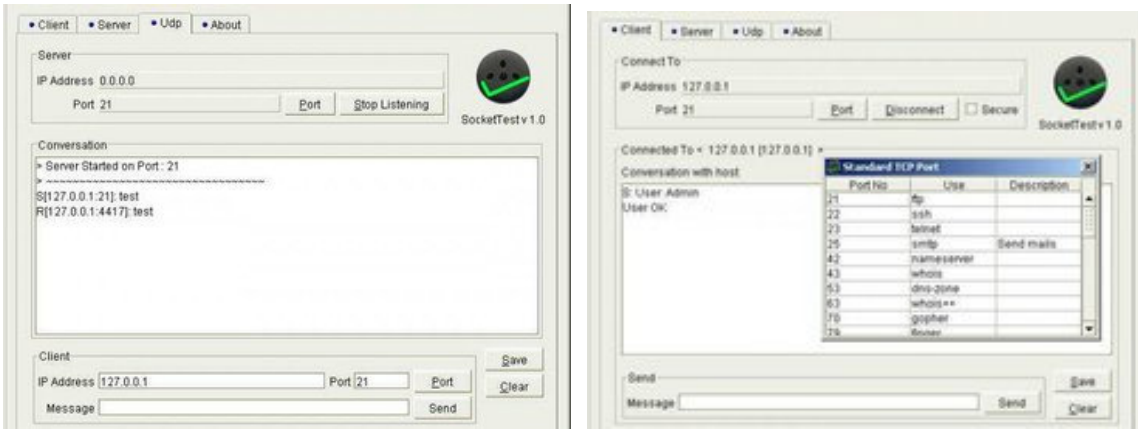 Client Server Udp About
Server
IP Address 0.0.0.0
Port 21 Port Stop Listening
SocketTest v 1.0
Conversation
> Server Started on Port : 21
> ~~~~~~~~~~~~~~~~~~~~~~~~~~~~~~~~~~
S[127.0.0.1:21]: test
R[127.0.0.1:4417]: test
Client
IP Address 127.0.0.1 Port 21 Port
Message Send
Save
Clear
Client Server Udp About
Connect To
IP Address 127.0.0.1
Port 21 Port Disconnect Secure
SocketTest v 1.0
Connected To < 127.0.0.1 [127.0.0.1] >
Conversation with host
S: User Admin
User OK
Standard TCP Port
Port No Use Description
21 ftp
22 ssh
23 telnet
25 smtp Send mails
42 nameserver
43 whois
53 dns-zone
63 whois++
70 gopher
79 finger
Send
Message Send
Save
Clear